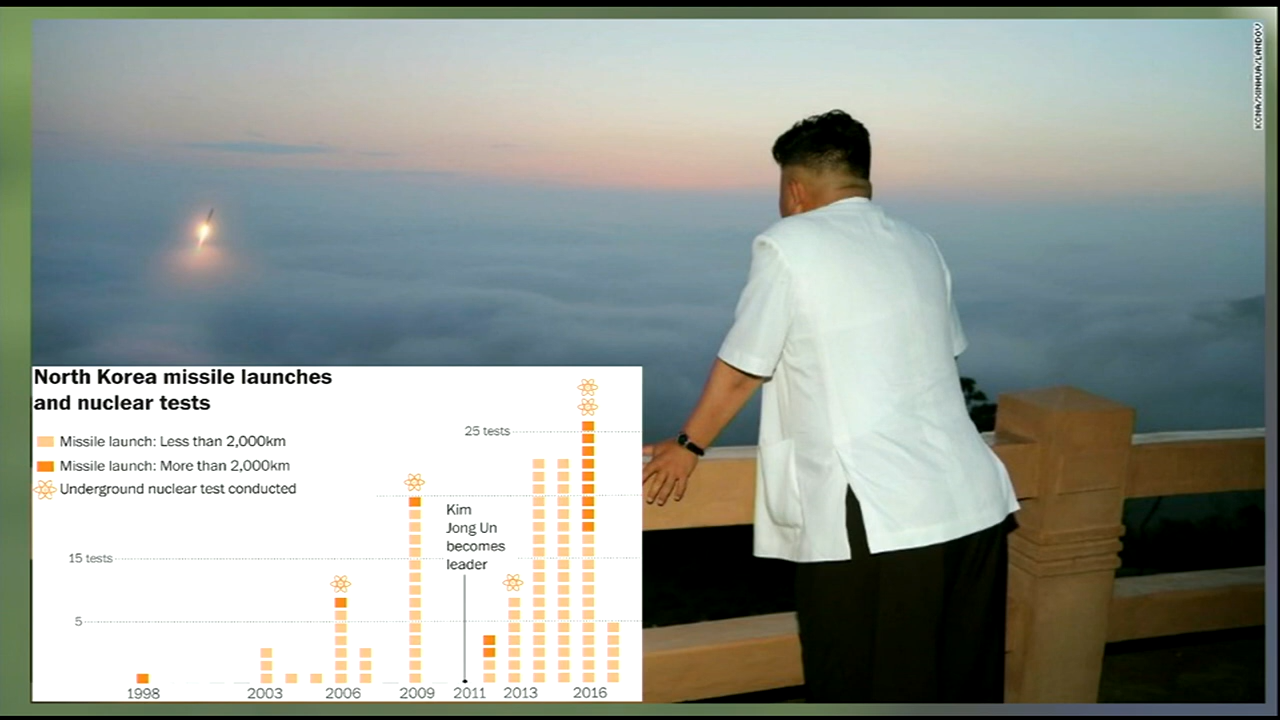 KCNA/XINHUA/LANDOV
North Korea missile launches
and nuclear tests
Missile launch: Less than 2,000km
Missile launch: More than 2,000km
Underground nuclear test conducted
25 tests
Kim
Jong Un
becomes
leader
15 tests
5
1998 2003 2006 2009 2011 2013 2016